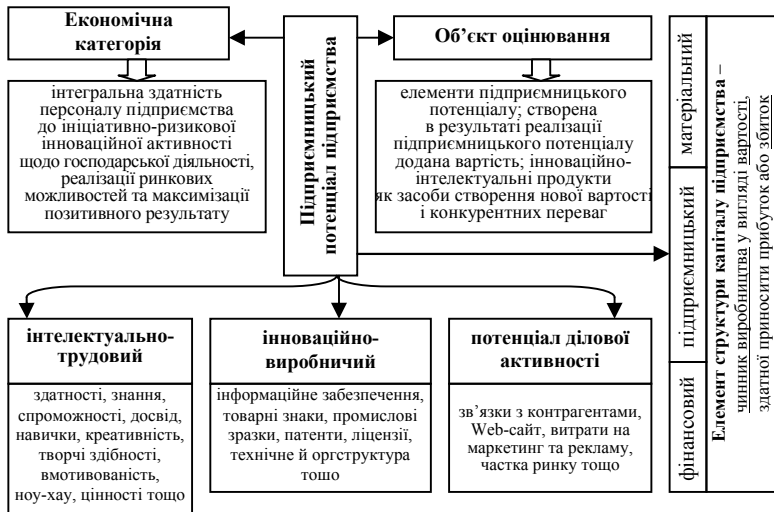 Економічна
категорія
інтегральна здатність
персоналу підприємства
до ініціативно-ризикової
інноваційної активності
щодо господарської діяльності,
реалізації ринкових
можливостей та максимізації
позитивного результату
Підприємницький
потенціал підприємства
Об’єкт оцінювання
елементи підприємницького
потенціалу; створена
в результаті реалізації
підприємницького потенціалу
додана вартість; інноваційно-
інтелектуальні продукти
як засоби створення нової вартості
і конкурентних переваг
матеріальний
підприємницький
фінансовий
Елемент структури капіталу підприємства –
чинник виробництва у вигляді вартості,
здатної приносити прибуток або збиток
інтелектуально-
трудовий
здатності, знання,
спроможності, досвід,
навички, креативність,
творчі здібності,
вмотивованість,
ноу-хау, цінності тощо
інноваційно-
виробничий
інформаційне забезпечення,
товарні знаки, промислові
зразки, патенти, ліцензії,
технічне й оргструктура
тошо
потенціал ділової
активності
зв’язки з контрагентами,
Web-сайт, витрати на
маркетинг та рекламу,
частка ринку тощо